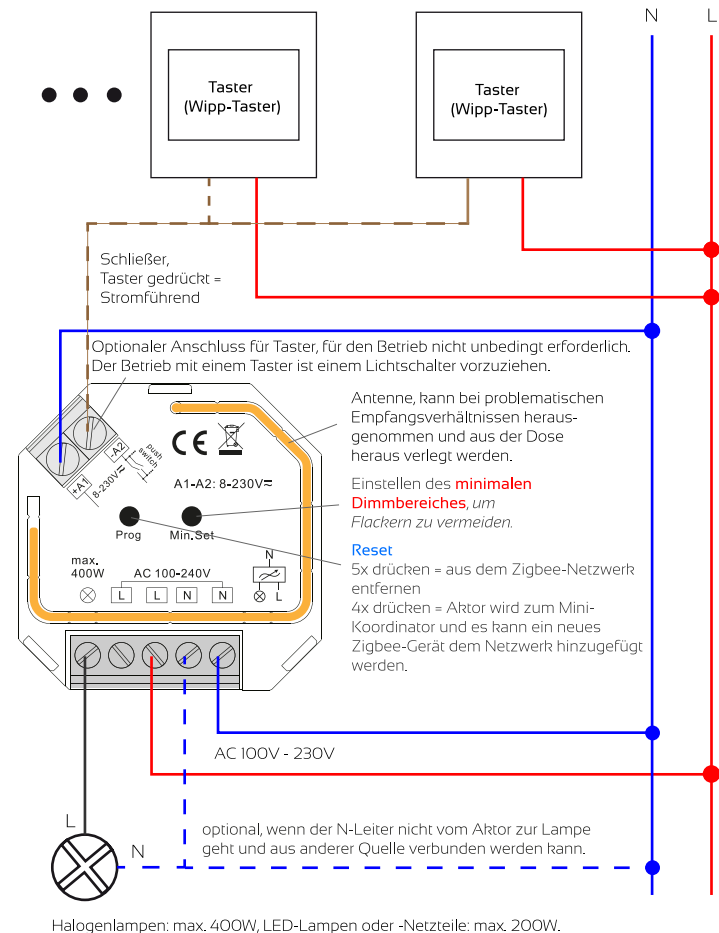 N L
Taster
(Wipp-Taster)
Taster
(Wipp-Taster)
Schließer,
Taster gedrückt =
Stromführend
Optionaler Anschluss für Taster, für den Betrieb nicht unbedingt erforderlich.
Der Betrieb mit einem Taster ist einem Lichtschalter vorzuziehen.
Antenne, kann bei problematischen
Empfangsverhältnissen heraus-
genommen und aus der Dose
heraus verlegt werden.
push
switch
-A2
+A1
8-230V≂
CE
A1-A2: 8-230V≂
Einstellen des minimalen
Dimmbereiches, um
Flackern zu vermeiden.
Prog
Min.Set
Reset
5x drücken = aus dem Zigbee-Netzwerk
entfernen
4x drücken = Aktor wird zum Mini-
Koordinator und es kann ein neues
Zigbee-Gerät dem Netzwerk hinzugefügt
werden.
max.
400W
AC 100-240V
L L N N
N
L
AC 100V - 230V
L
N
optional, wenn der N-Leiter nicht vom Aktor zur Lampe
geht und aus anderer Quelle verbunden werden kann.
Halogenlampen: max. 400W, LED-Lampen oder -Netzteile: max. 200W.